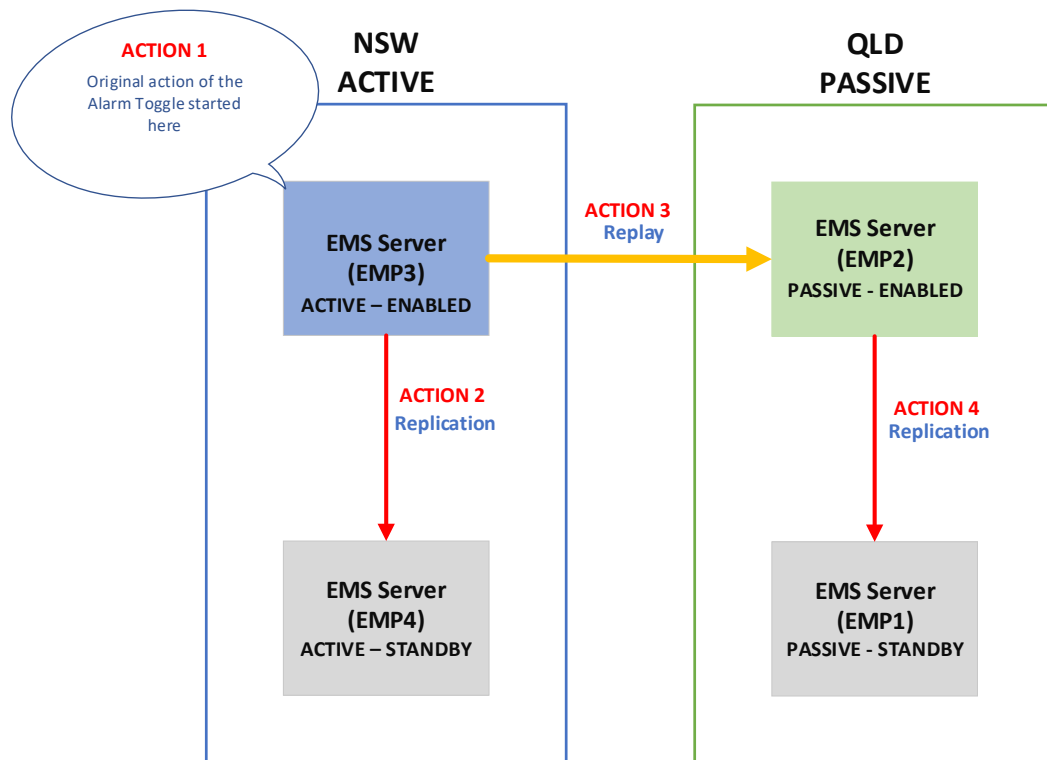 ACTION 1
Original action of the
Alarm Toggle started
here
NSW
ACTIVE
QLD
PASSIVE
EMS Server
(EMP3)
ACTIVE – ENABLED
ACTION 3
Replay
EMS Server
(EMP2)
PASSIVE - ENABLED
ACTION 2
Replication
ACTION 4
Replication
EMS Server
(EMP4)
ACTIVE – STANDBY
EMS Server
(EMP1)
PASSIVE - STANDBY